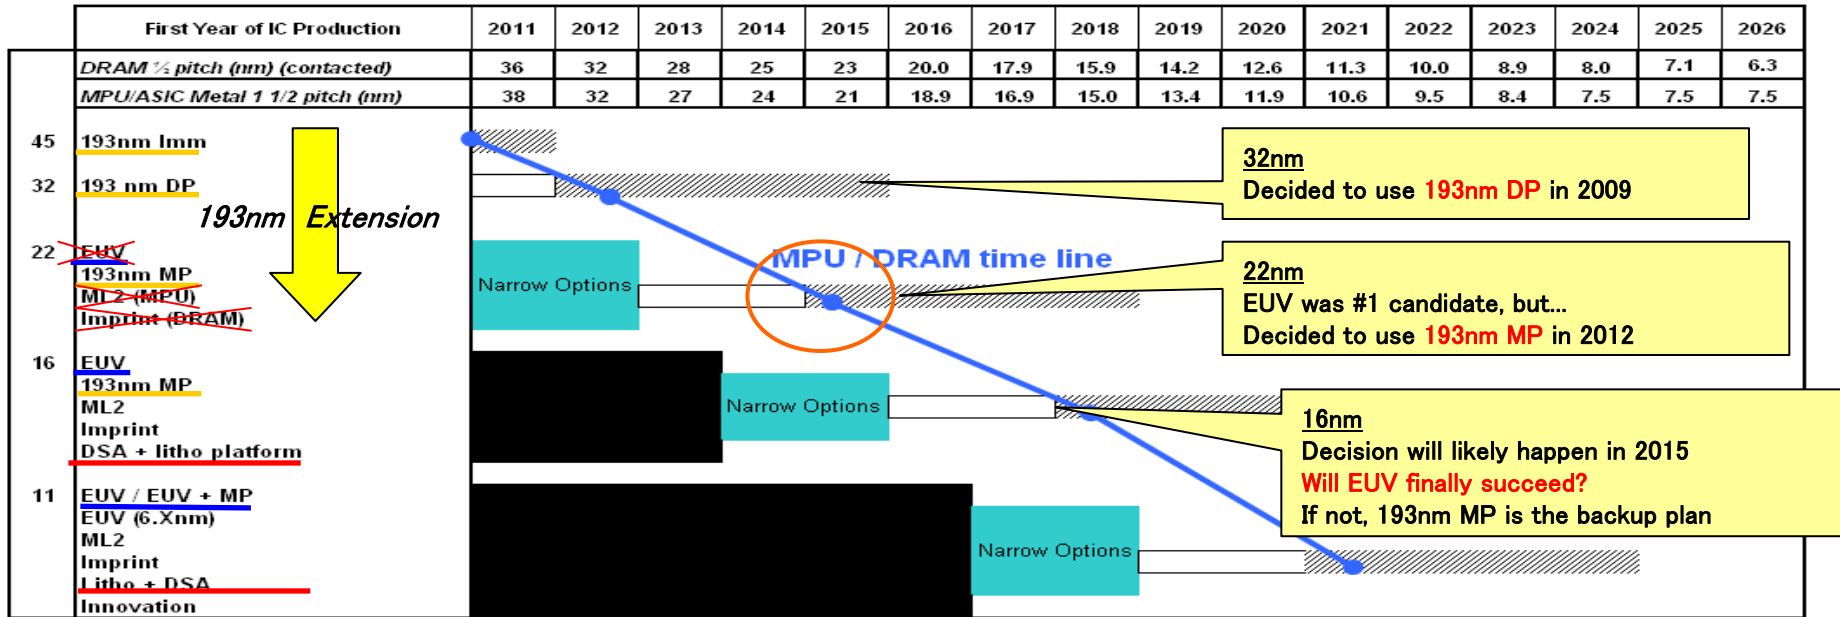 First Year of IC Production 2011 2012 2013 2014 2015 2016 2017 2018 2019 2020 2021 2022 2023 2024 2025 2026
DRAM ½ pitch (nm) (contacted) 36 32 28 25 23 20.0 17.9 15.9 14.2 12.6 11.3 10.0 8.9 8.0 7.1 6.3
MPU/ASIC Metal 1 1/2 pitch (nm) 38 32 27 24 21 18.9 16.9 15.0 13.4 11.9 10.6 9.5 8.4 7.5 7.5 7.5
45 193nm Imm
32 193 nm DP
193nm Extension
32nm
Decided to use 193nm DP in 2009
22 EUV
193nm MP
ML2 (MPU)
Imprint (DRAM)
Narrow Options
MPU / DRAM time line
22nm
EUV was #1 candidate, but...
Decided to use 193nm MP in 2012
16 EUV
193nm MP
ML2
Imprint
DSA + litho platform
Narrow Options
16nm
Decision will likely happen in 2015
Will EUV finally succeed?
If not, 193nm MP is the backup plan
11 EUV / EUV + MP
EUV (6.Xnm)
ML2
Imprint
Litho + DSA
Innovation
Narrow Options